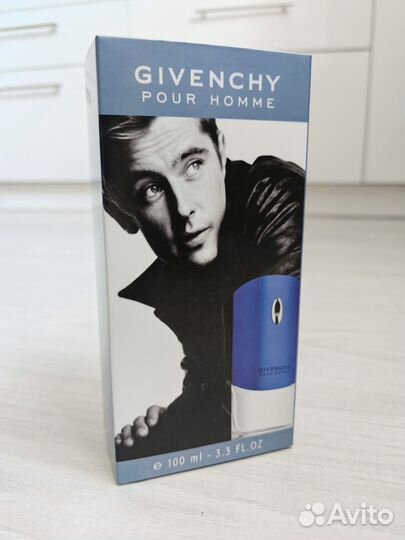 GIVENCHY
POUR HOMME
GIVENCHY
POUR HOMME
e 100 ml - 3.3 FL.OZ
Avito